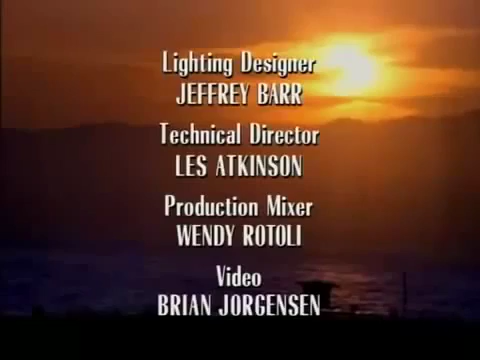 Lighting Designer
JEFFREY BARR
Technical Director
LES ATKINSON
Production Mixer
WENDY ROTOLI
Video
BRIAN JORGENSEN